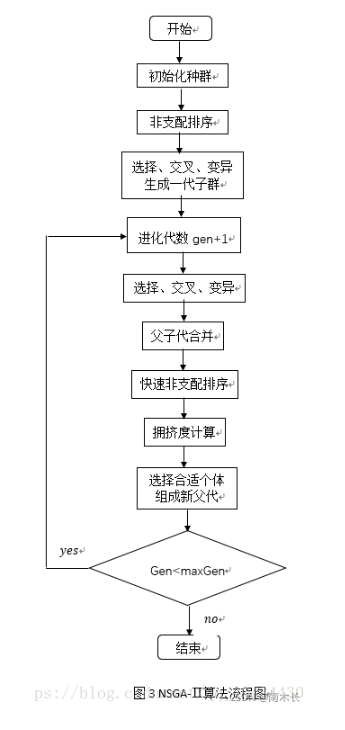 开始
初始化种群
非支配排序
选择、交叉、变异
生成一代子群
进化代数 gen+1
选择、交叉、变异
父子代合并
快速非支配排序
拥挤度计算
选择合适个体
组成新父代
yes
Gen<maxGen
no
结束
图 3 NSGA-II算法流程图